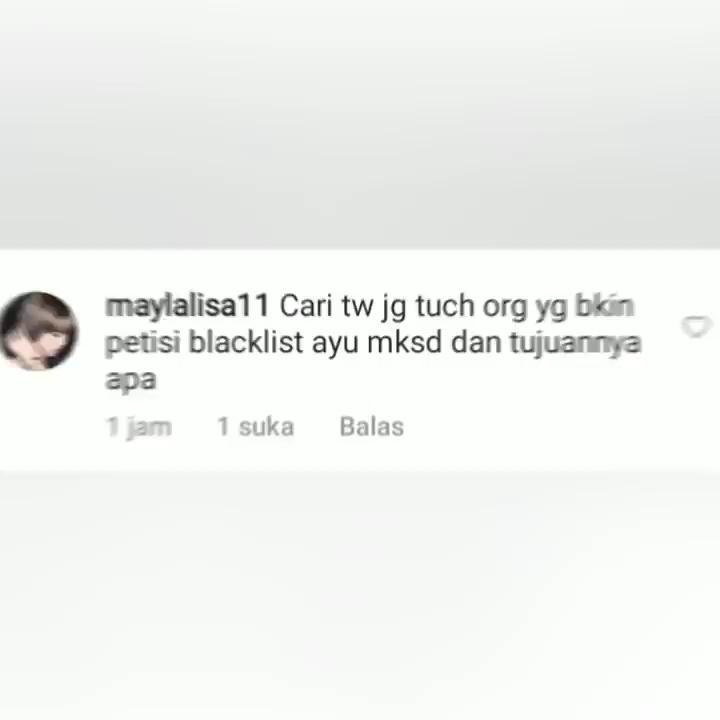 maylalisa11 Cari tw jg tuch org yg bkin
petisi blacklist ayu mksd dan tujuannya
apa
1 jam 1 suka Balas